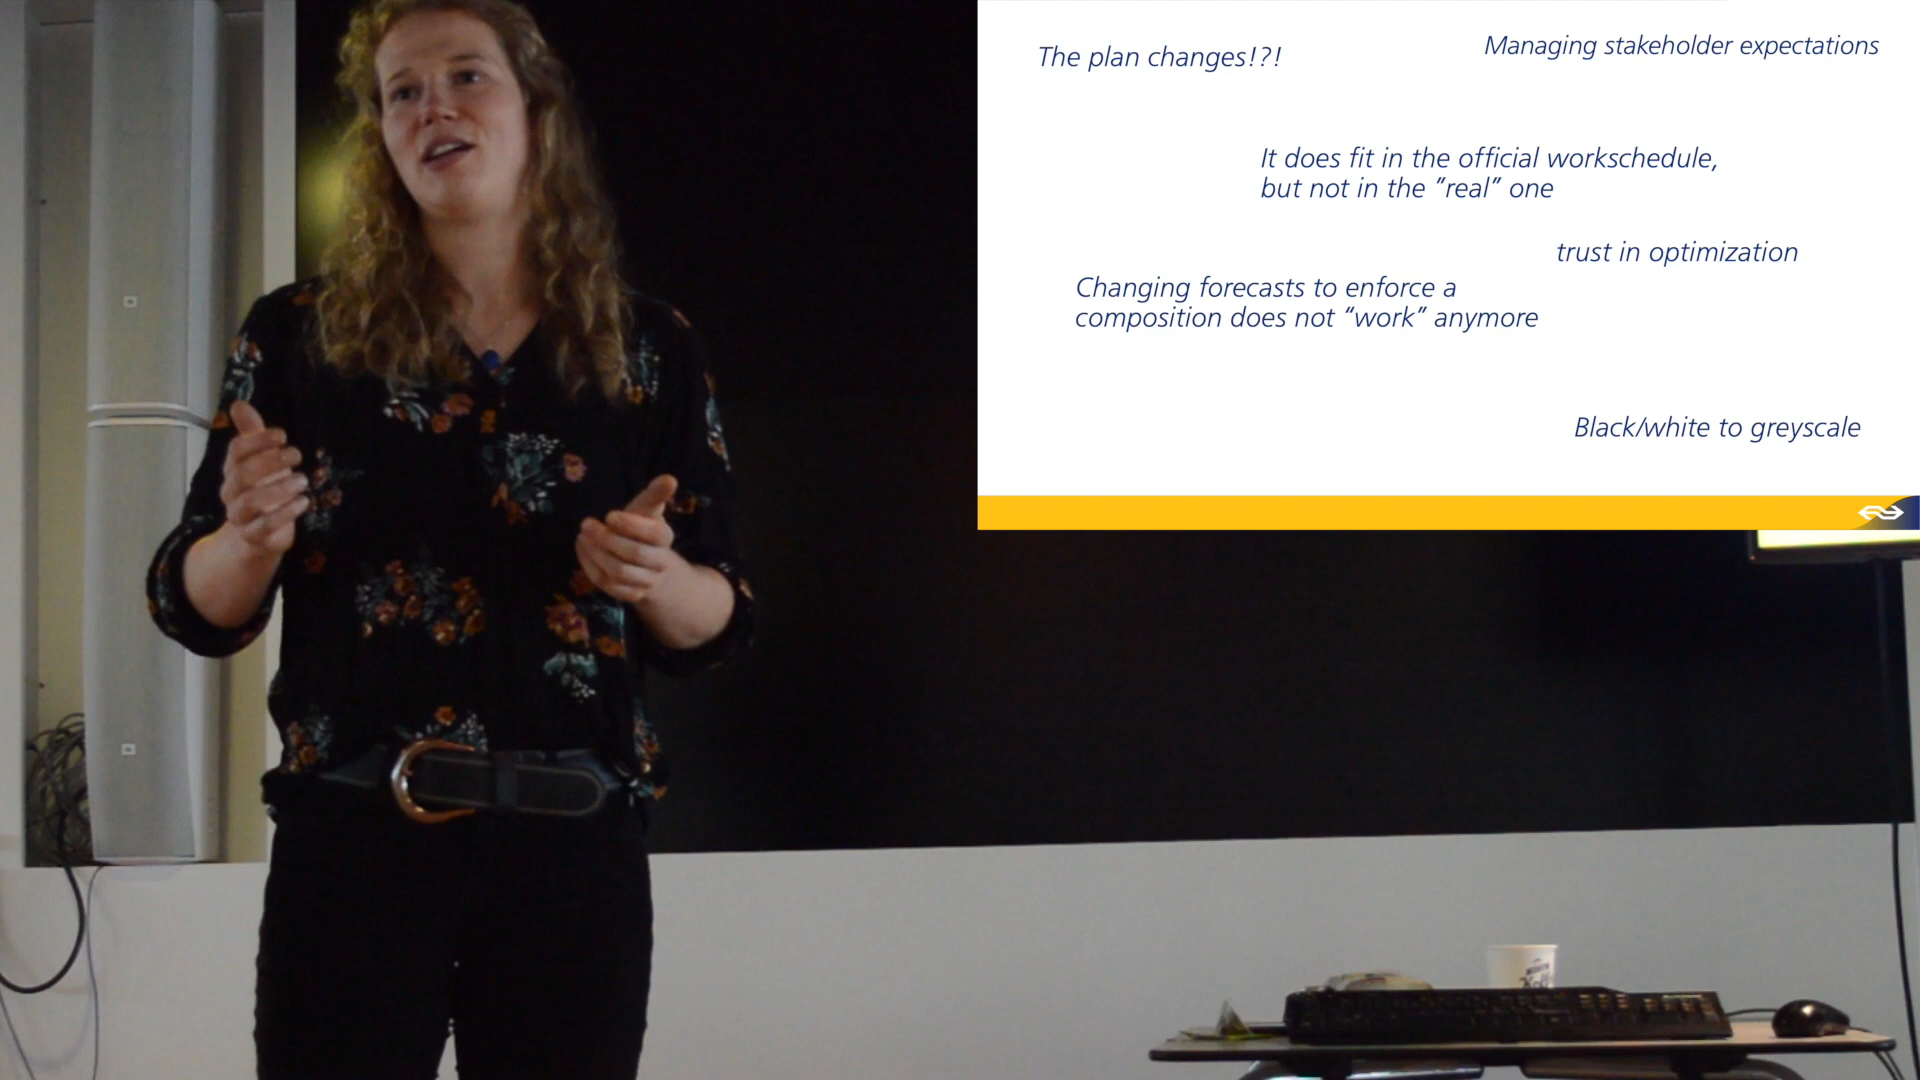 The plan changes!?!
Managing stakeholder expectations
It does fit in the official workschedule,
but not in the ”real” one
trust in optimization
Changing forecasts to enforce a
composition does not “work” anymore
Black/white to greyscale